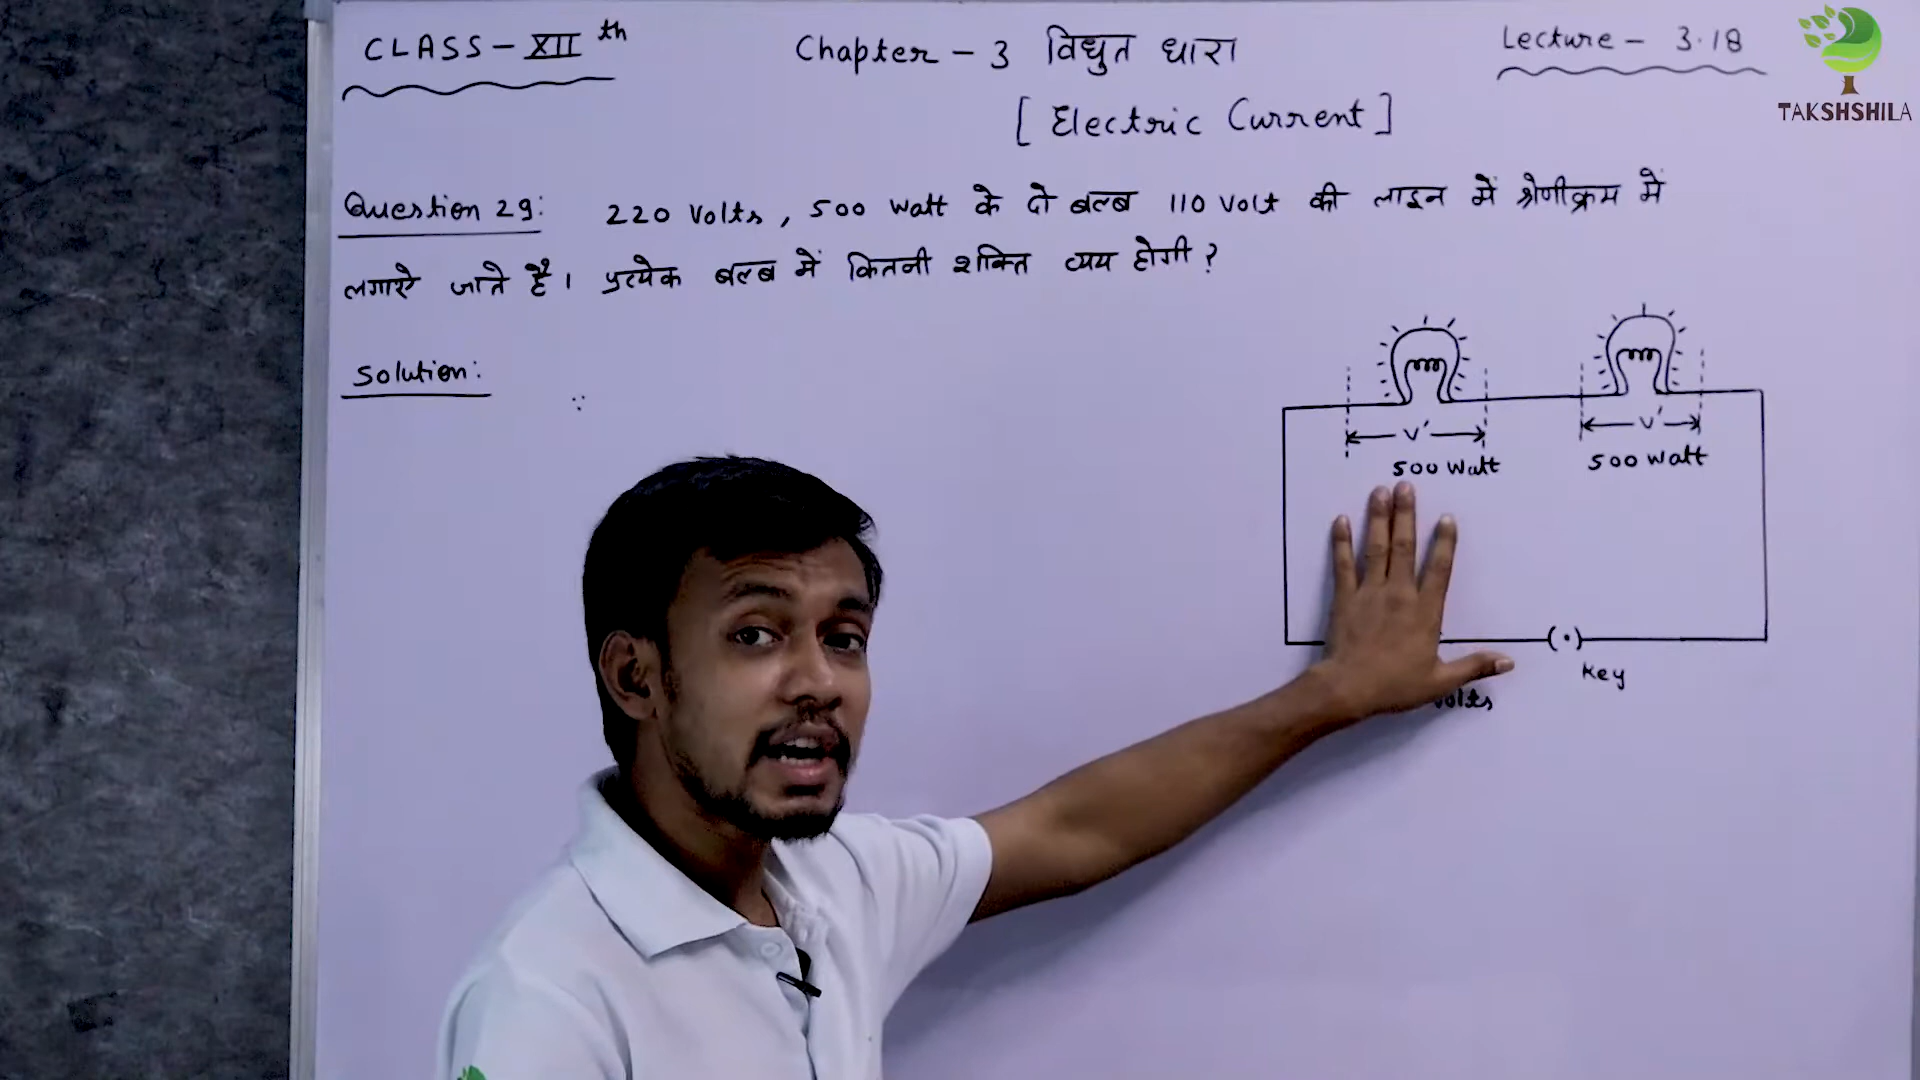 CLASS - XII th
Chapter - 3 विधुत धारा
[ Electric Current ]
Lecture - 3.18
TAKSHSHILA
Question 29: 220 Volts, 500 watt के दो बल्ब 110 Volt की लाइन में श्रेणीक्रम में
लगाऐ जाते है। प्रत्येक बल्ब में कितनी शक्ति व्यय होगी ?
Solution: ∵
V' V'
500 Watt 500 Watt
Key
Volts